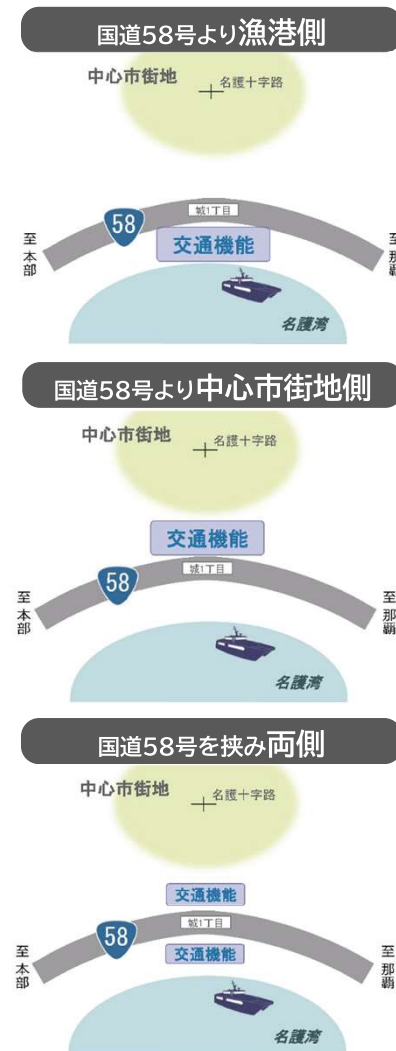 国道58号より漁港側
中心市街地
名護十字路
城1丁目
58
至本部
交通機能
至那覇
名護湾
国道58号より中心市街地側
中心市街地
名護十字路
交通機能
城1丁目
58
至本部
至那覇
名護湾
国道58号を挟み両側
中心市街地
名護十字路
交通機能
城1丁目
58
交通機能
至本部
至那覇
名護湾